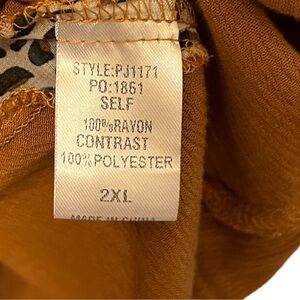 STYLE:PJ1171
PO:1861
SELF
100%RAYON
CONTRAST
100%POLYESTER
2XL
MADE IN CHINA